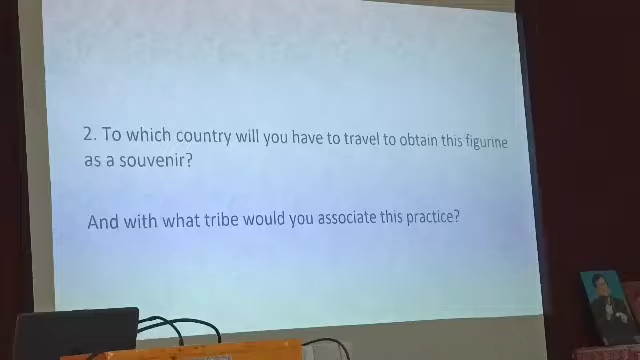 2. To which country will you have to travel to obtain this figurine
as a souvenir?
And with what tribe would you associate this practice?